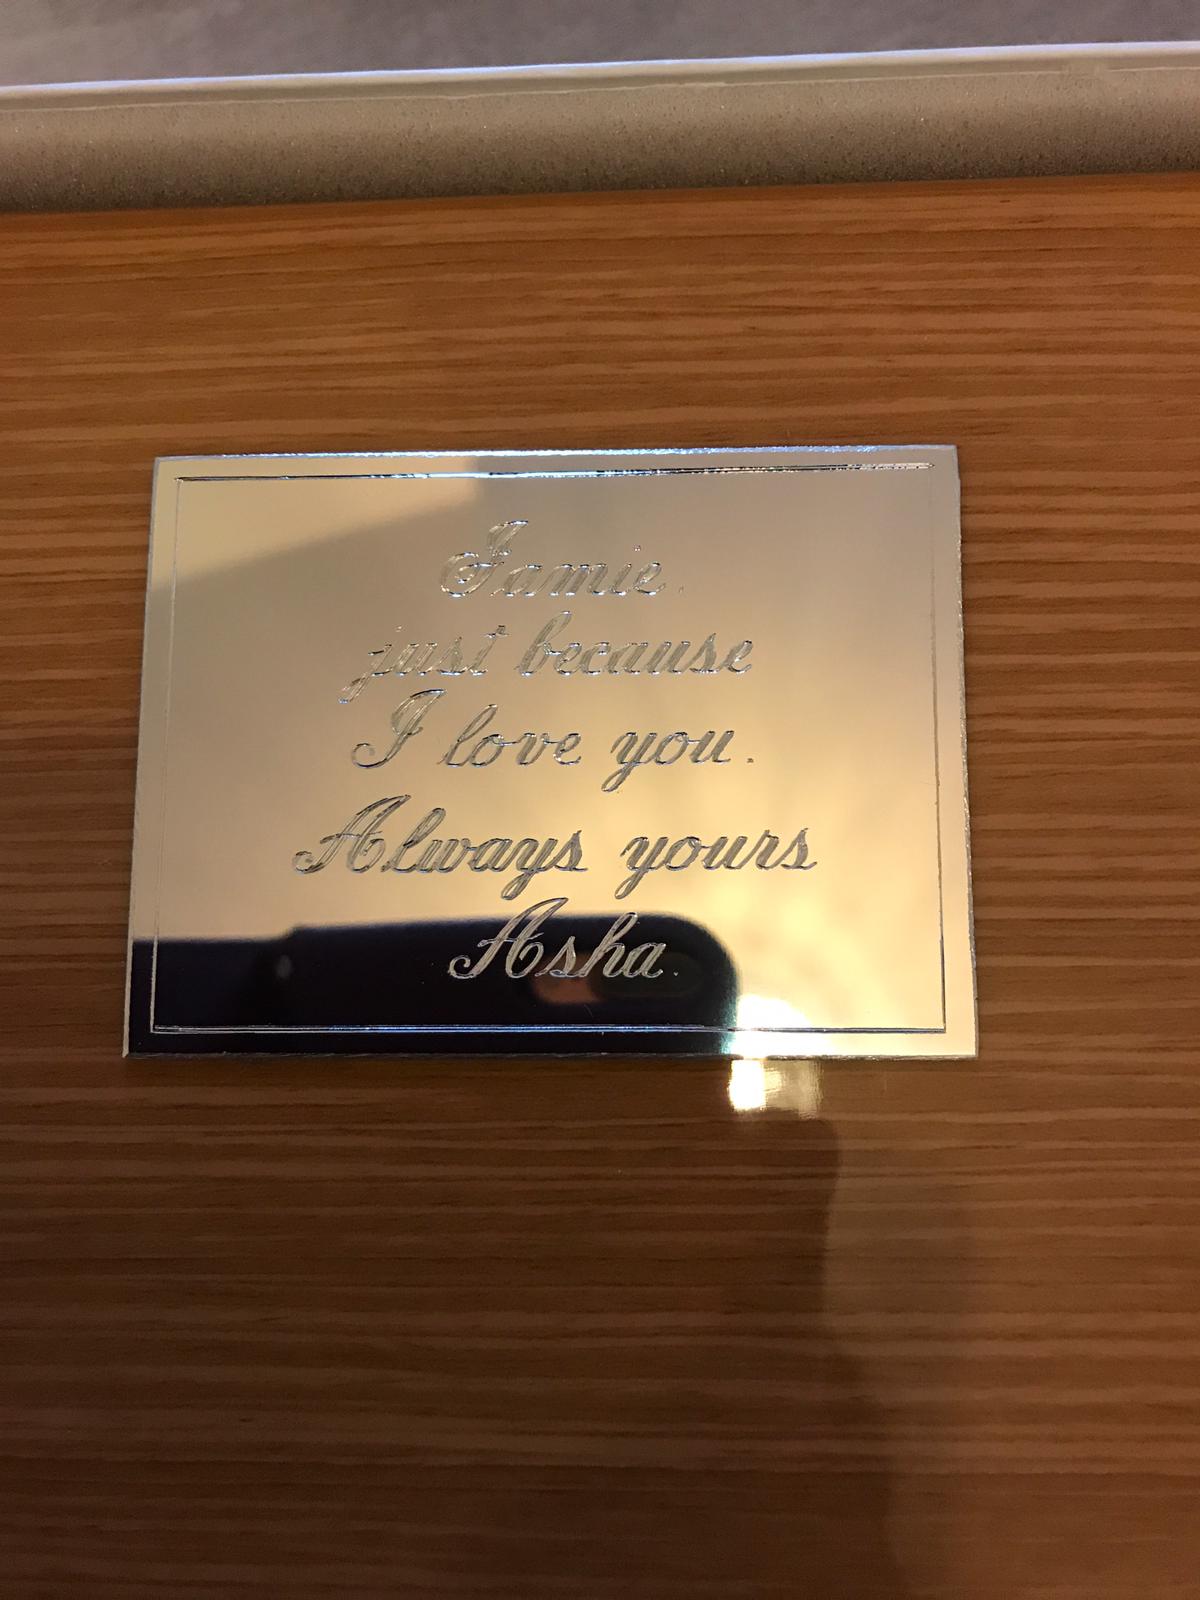 Jamie.
just because
I love you.
Always yours
Asha.